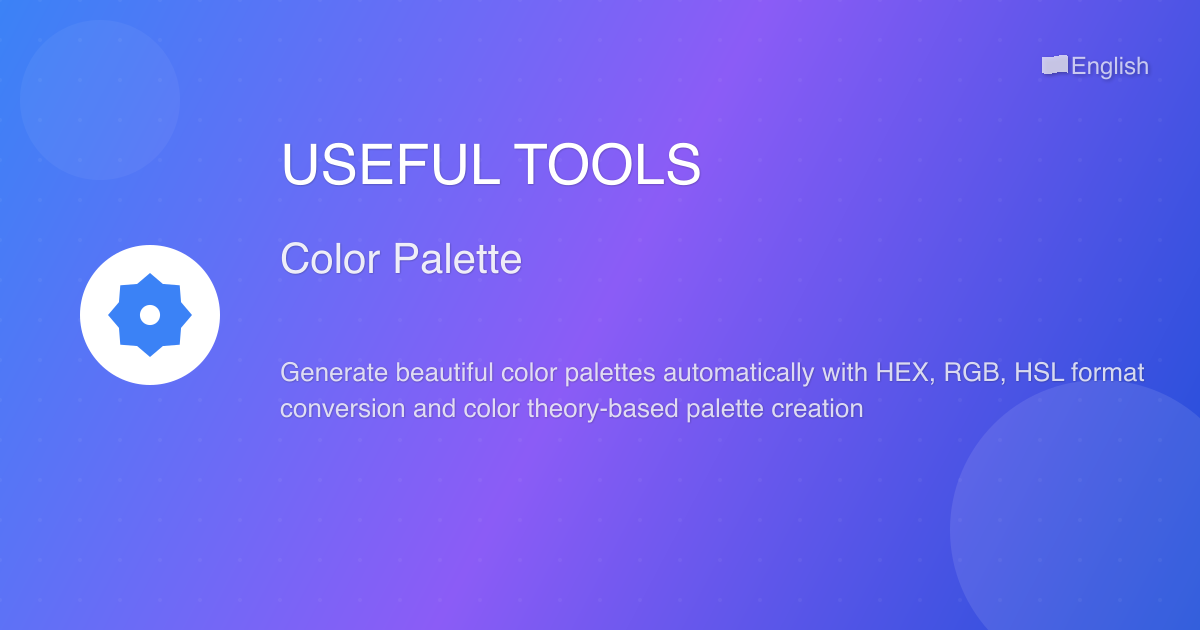 English
USEFUL TOOLS
Color Palette
Generate beautiful color palettes automatically with HEX, RGB, HSL format
conversion and color theory-based palette creation